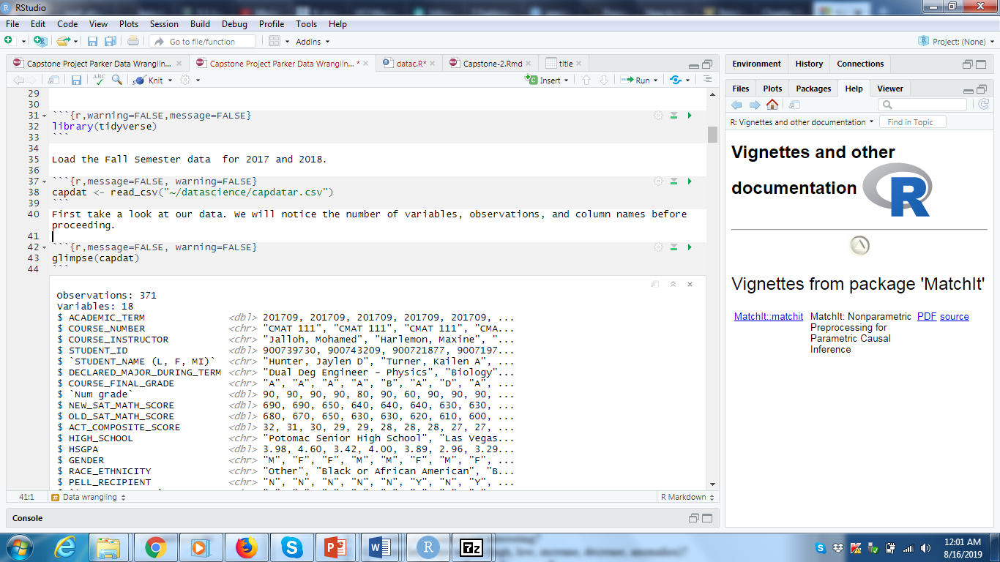 RStudio
File Edit Code View Plots Session Build Debug Profile Tools Help
Go to file/function Addins Project: (None)
Capstone Project Parker Data Wranglin... Capstone Project Parker Data Wranglin... * datac.R* Capstone-2.Rmd title
ABC Knit Insert Run
29
30
31 ```{r,warning=FALSE,message=FALSE}
32 library(tidyverse)
33 ```
34
35 Load the Fall Semester data  for 2017 and 2018.
36
37 ```{r,message=FALSE, warning=FALSE}
38 capdat <- read_csv("~/datascience/capdatar.csv")
39 ```
40 First take a look at our data. We will notice the number of variables, observations, and column names before
proceeding.
41
42 ```{r,message=FALSE, warning=FALSE}
43 glimpse(capdat)
44 ```
Observations: 371
Variables: 18
$ ACADEMIC_TERM <dbl> 201709, 201709, 201709, 201709, 201709, ...
$ COURSE_NUMBER <chr> "CMAT 111", "CMAT 111", "CMAT 111", "CMA...
$ COURSE_INSTRUCTOR <chr> "Jalloh, Mohamed", "Harlemon, Maxine", "...
$ STUDENT_ID <dbl> 900739730, 900743209, 900721877, 9007197...
$ `STUDENT_NAME (L, F, MI)` <chr> "Hunter, Jaylen D", "Turner, Kailen A", ...
$ DECLARED_MAJOR_DURING_TERM <chr> "Dual Deg Engineer - Physics", "Biology"...
$ COURSE_FINAL_GRADE <chr> "A", "A", "A", "A", "B", "A", "D", "A", ...
$ `Num grade` <dbl> 90, 90, 90, 90, 80, 90, 60, 90, 90, 90, ...
$ NEW_SAT_MATH_SCORE <dbl> 690, 690, 650, 640, 640, 640, 630, 630, ...
$ OLD_SAT_MATH_SCORE <dbl> 680, 670, 650, 630, 630, 620, 610, 600, ...
$ ACT_COMPOSITE_SCORE <dbl> 32, 31, 30, 29, 29, 28, 28, 28, 27, 27, ...
$ HIGH_SCHOOL <chr> "Potomac Senior High School", "Las Vegas...
$ HSGPA <dbl> 3.98, 4.60, 3.42, 4.00, 3.89, 2.96, 3.29...
$ GENDER <chr> "M", "F", "F", "M", "M", "F", "M", "F", ...
$ RACE_ETHNICITY <chr> "Other", "Black or African American", "B...
$ PELL_RECIPIENT <chr> "N", "N", "N", "N", "N", "Y", "N", "Y", ...
41:1 Data wrangling R Markdown
Console
Environment History Connections
Files Plots Packages Help Viewer
R: Vignettes and other documentation Find in Topic
Vignettes and other
documentation R
Vignettes from package 'MatchIt'
MatchIt::matchit MatchIt: Nonparametric PDF source
Preprocessing for
Parametric Causal
Inference
12:01 AM
8/16/2019